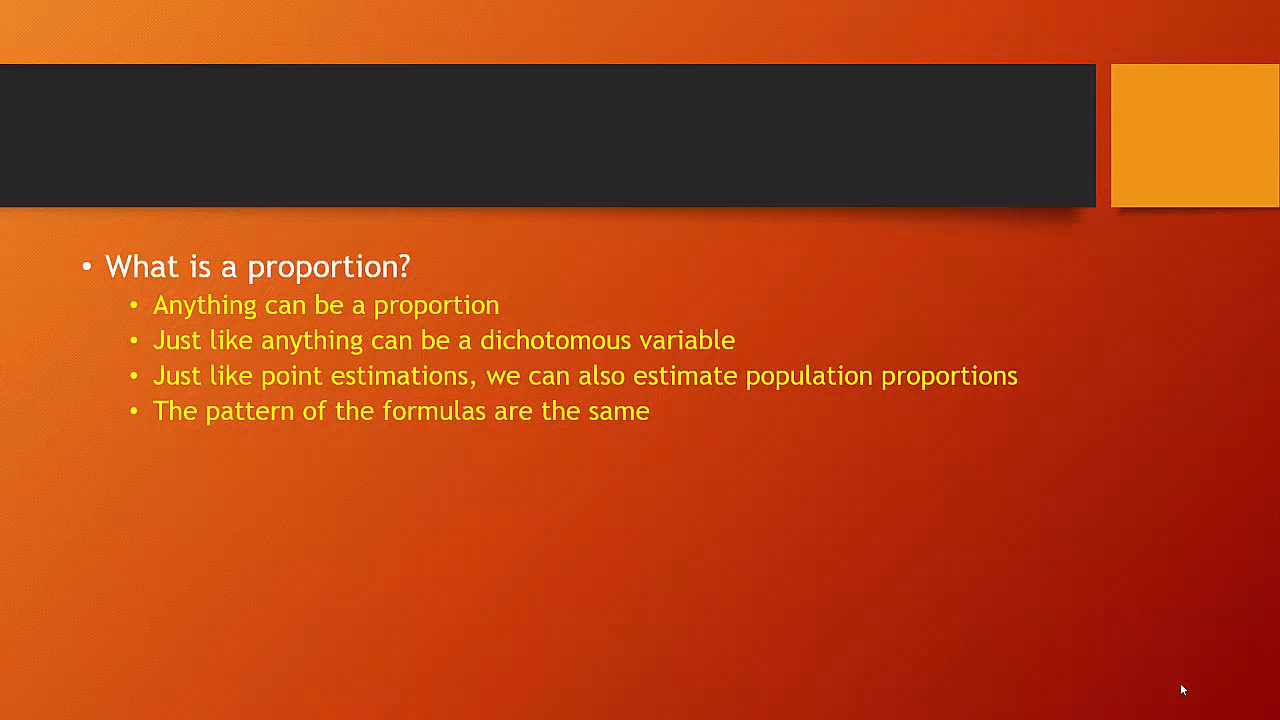 • What is a proportion?
• Anything can be a proportion
• Just like anything can be a dichotomous variable
• Just like point estimations, we can also estimate population proportions
• The pattern of the formulas are the same